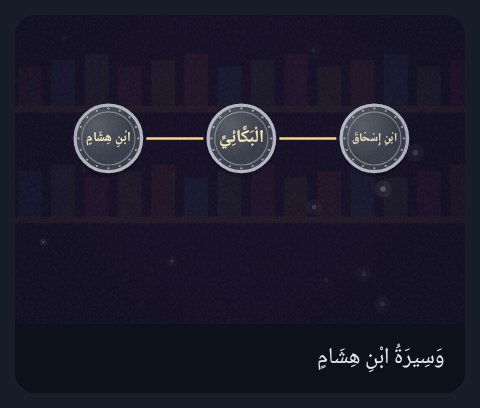 ابْنِ إِسْحَاقَ
الْبَكَّائِيِّ
ابْنِ هِشَامٍ
وَسِيرَةُ ابْنِ هِشَامٍ